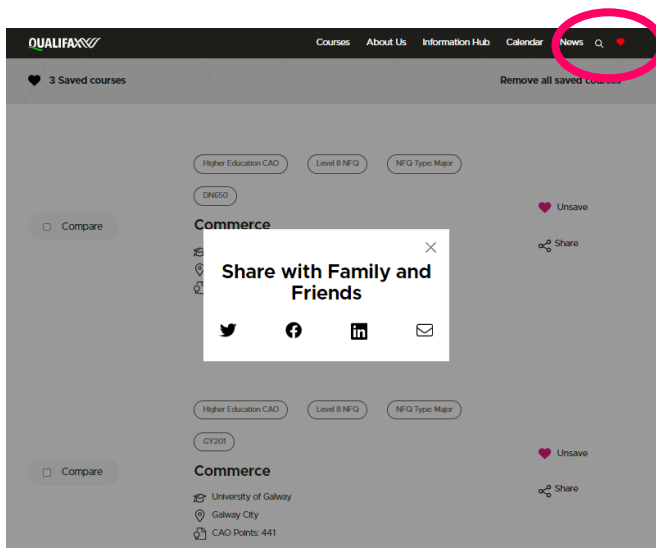 QUALIFAX
Courses About Us Information Hub Calendar News
3 Saved courses Remove all saved courses
Higher Education CAO Level 8 NFQ NFQ Type: Major
DN650
Unsave
Compare Commerce
Share
Share with Family and
Friends
Higher Education CAO Level 8 NFQ NFQ Type: Major
GY201
Unsave
Compare Commerce
Share
University of Galway
Galway City
CAO Points: 441